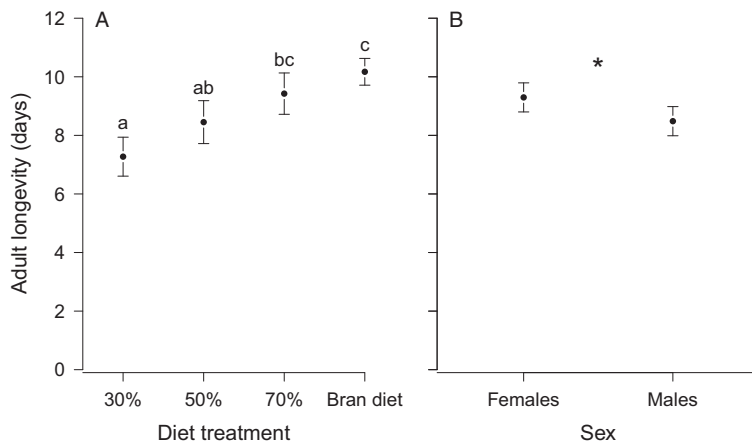 A
B
Adult longevity (days)
12
10
8
6
4
2
0
a
ab
bc
c
*
30% 50% 70% Bran diet
Females Males
Diet treatment
Sex